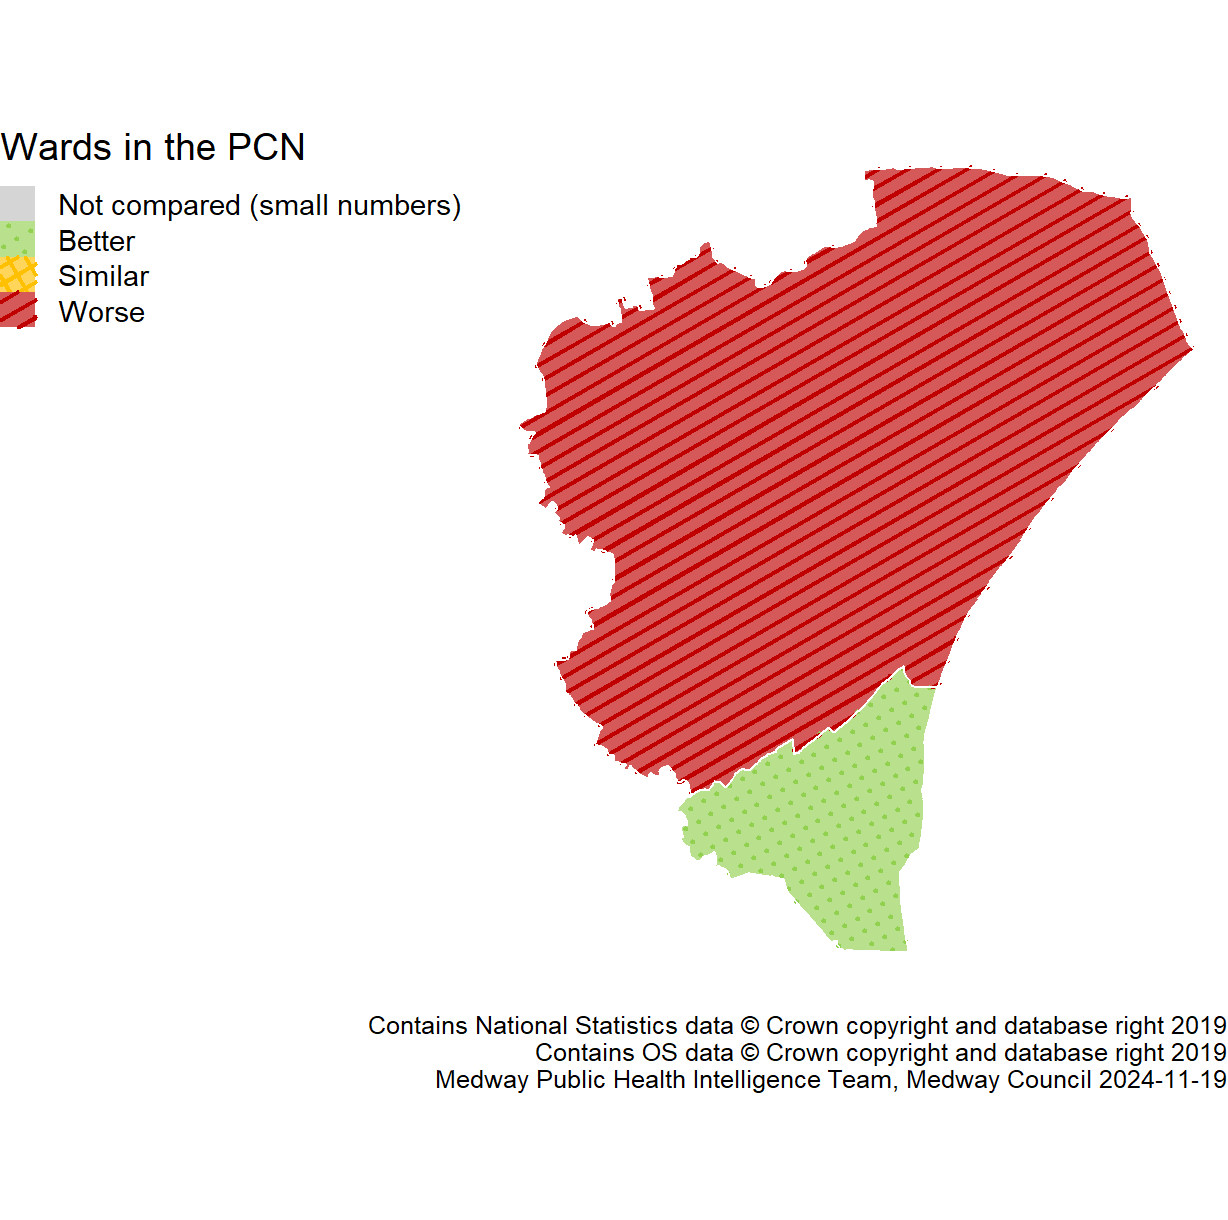 Wards in the PCN
Not compared (small numbers)
Better
Similar
Worse
Contains National Statistics data © Crown copyright and database right 2019
Contains OS data © Crown copyright and database right 2019
Medway Public Health Intelligence Team, Medway Council 2024-11-19